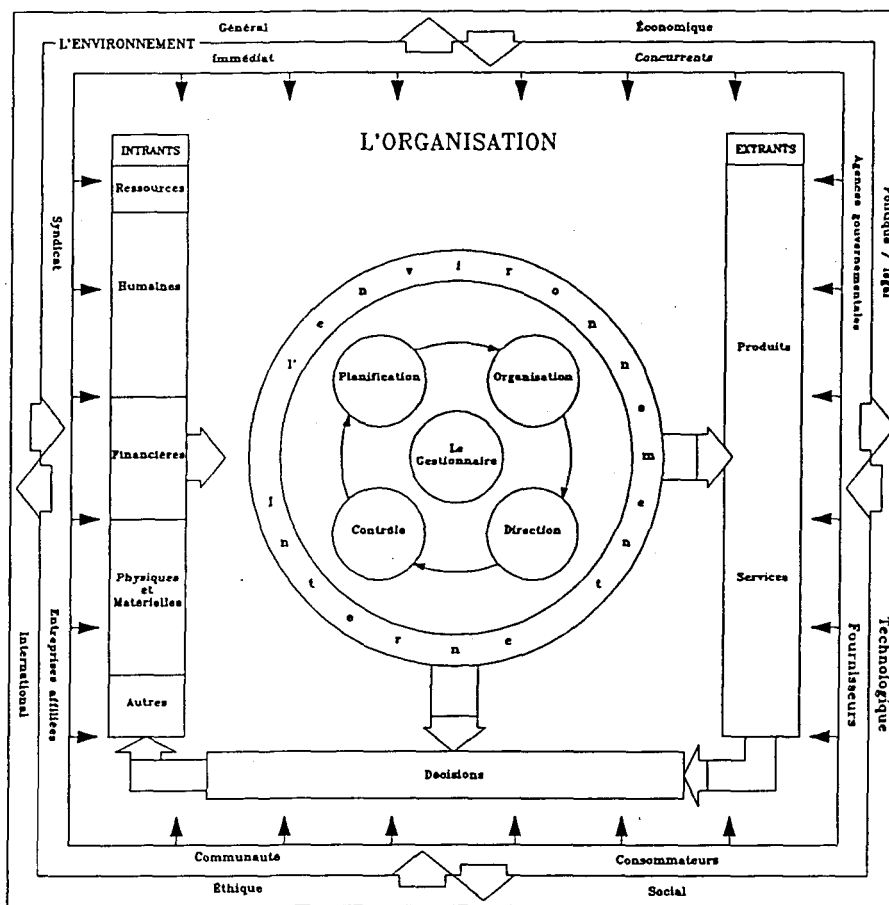 Général
Économique
L'ENVIRONNEMENT
Immédiat
Concurrents
L'ORGANISATION
INTRANTS
Ressources
Humaines
Financières
Physiques
et
Matérielles
Autres
EXTRANTS
Produits
Services
l'environnement interne
Planification
Organisation
Le
Gestionnaire
Contrôle
Direction
Décisions
Syndicat
Entreprises affiliées
International
Agences gouvernementales
Politique / légal
Fournisseurs
Technologique
Communauté
Consommateurs
Éthique
Social